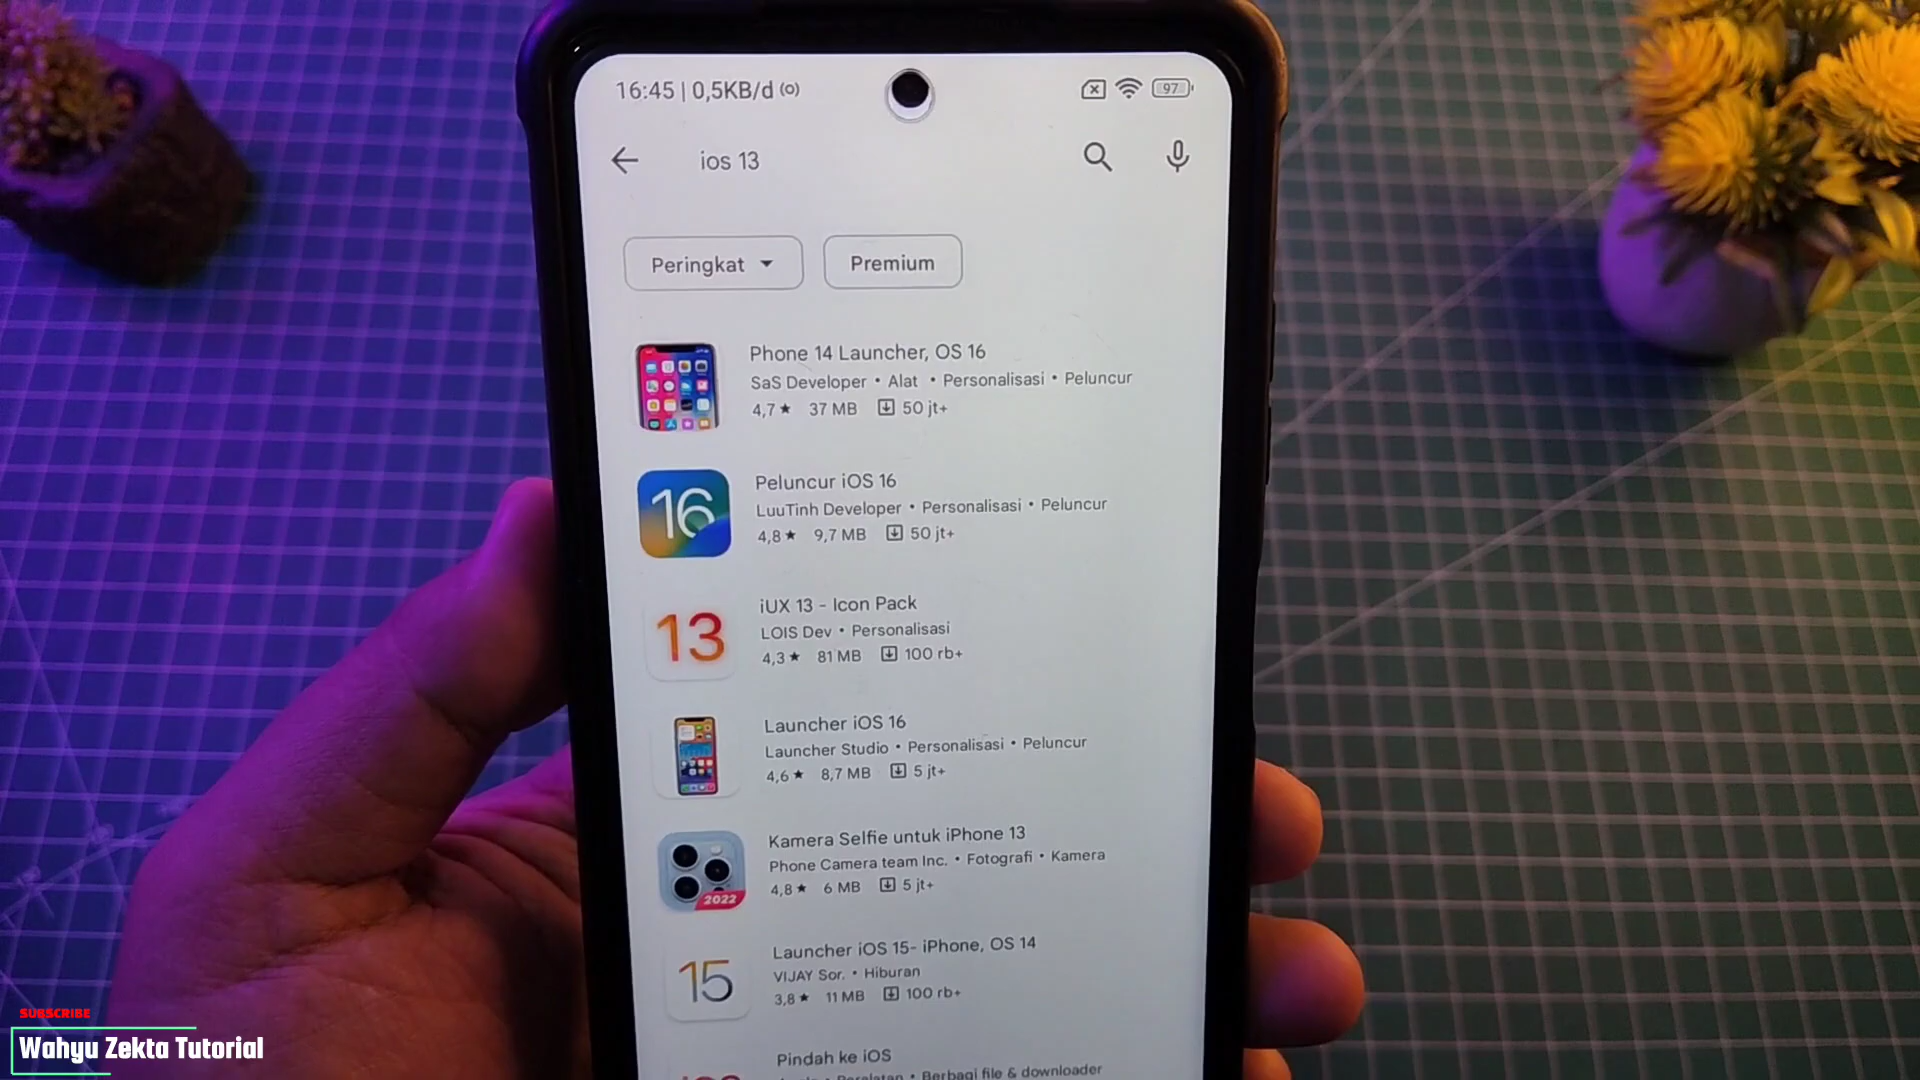 16:45 | 0,5KB/d
97
ios 13
Peringkat Premium
Phone 14 Launcher, OS 16
SaS Developer • Alat • Personalisasi • Peluncur
4,7★ 37 MB 50 jt+
16
Peluncur iOS 16
LuuTinh Developer • Personalisasi • Peluncur
4,8★ 9,7 MB 50 jt+
13
iUX 13 - Icon Pack
LOIS Dev • Personalisasi
4,3★ 81 MB 100 rb+
Launcher iOS 16
Launcher Studio • Personalisasi • Peluncur
4,6★ 8,7 MB 5 jt+
2022
Kamera Selfie untuk iPhone 13
Phone Camera team Inc. • Fotografi • Kamera
4,8★ 6 MB 5 jt+
15
Launcher iOS 15- iPhone, OS 14
VIJAY Sor. • Hiburan
3,8★ 11 MB 100 rb+
Pindah ke iOS
• Peralatan • Berbagi file & downloader
SUBSCRIBE
Wahyu Zekta Tutorial